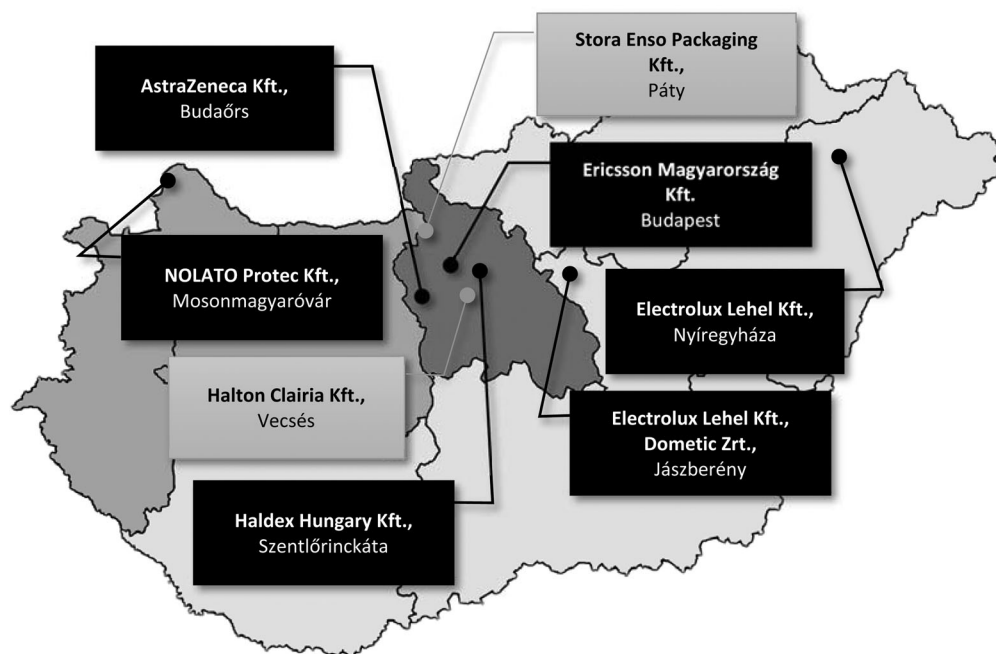 AstraZeneca Kft.,
Budaőrs
Stora Enso Packaging
Kft.,
Páty
Ericsson Magyarország
Kft.
Budapest
NOLATO Protec Kft.,
Mosonmagyaróvár
Electrolux Lehel Kft.,
Nyíregyháza
Halton Clairia Kft.,
Vecsés
Electrolux Lehel Kft.,
Dometic Zrt.,
Jászberény
Haldex Hungary Kft.,
Szentlőrinckáta